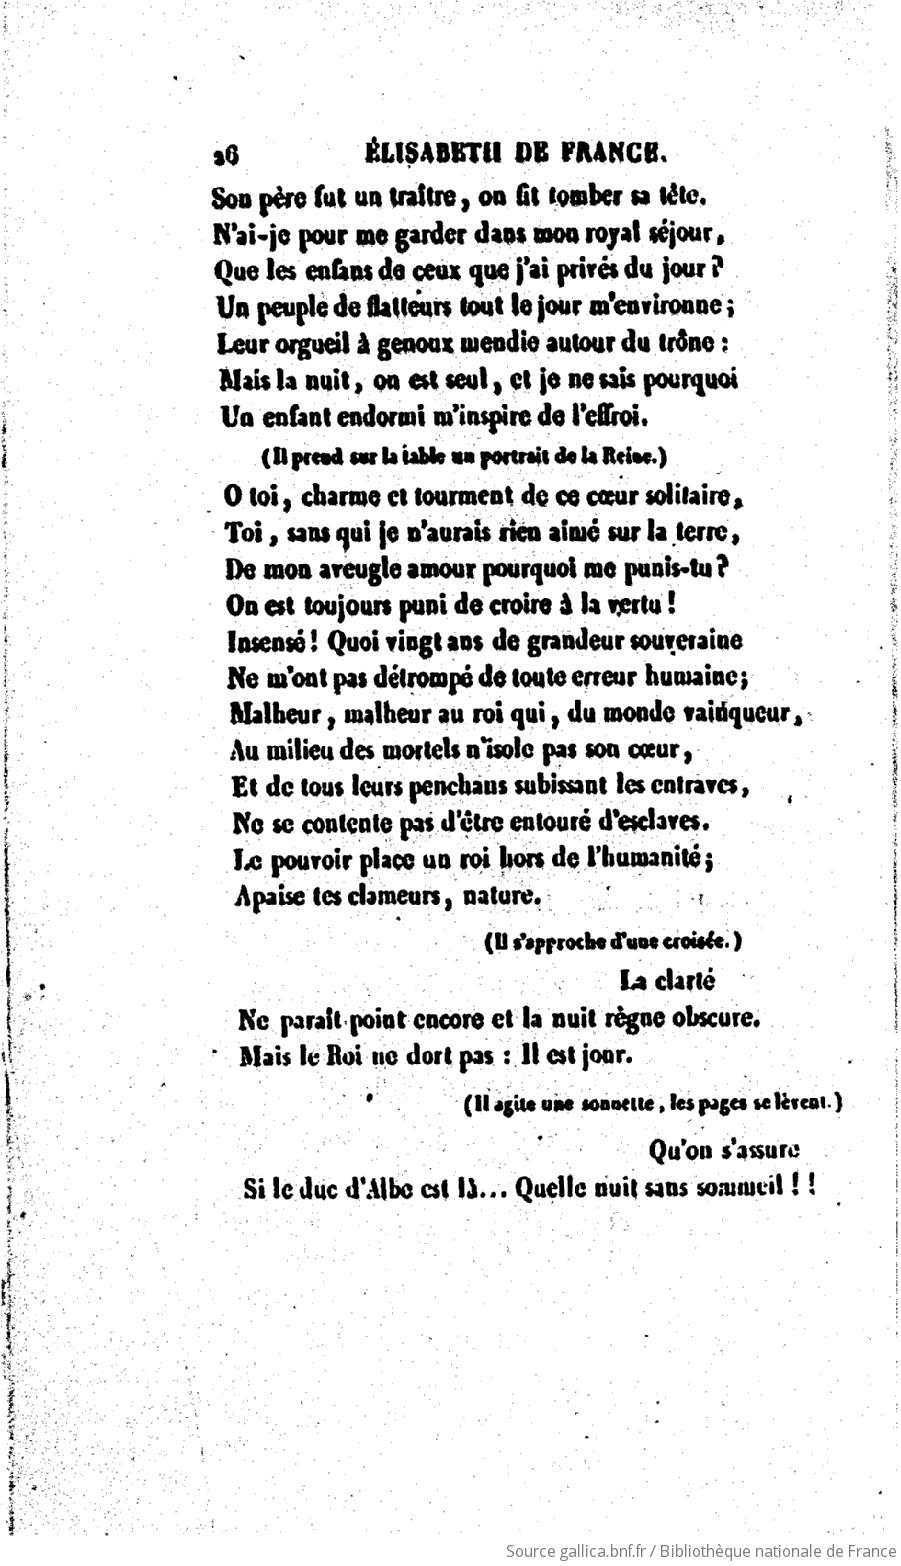 26 ÉLISABETH DE FRANCE.
Son père fut un traître, on fit tomber sa tête.
N'ai-je pour me garder dans mon royal séjour,
Que les enfans de ceux que j'ai privés du jour ?
Un peuple de flatteurs tout le jour m'environne ;
Leur orgueil à genoux mendie autour du trône :
Mais la nuit, on est seul, et je ne sais pourquoi
Un enfant endormi m'inspire de l'effroi.
(Il prend sur la table un portrait de la Reine.)
O toi, charme et tourment de ce cœur solitaire,
Toi, sans qui je n'aurais rien aimé sur la terre,
De mon aveugle amour pourquoi me punis-tu ?
On est toujours puni de croire à la vertu !
Insensé ! Quoi vingt ans de grandeur souveraine
Ne m'ont pas détrompé de toute erreur humaine ;
Malheur, malheur au roi qui, du monde vainqueur,
Au milieu des mortels n'isole pas son cœur,
Et de tous leurs penchans subissant les entraves,
Ne se contente pas d'être entouré d'esclaves.
Le pouvoir place un roi hors de l'humanité ;
Apaise tes clameurs, nature.
(Il s'approche d'une croisée.)
La clarté
Ne paraît point encore et la nuit règne obscure.
Mais le Roi ne dort pas : Il est jour.
(Il agite une sonnette, les pages se lèvent.)
Qu'on s'assure
Si le duc d'Albe est là... Quelle nuit sans sommeil ! !
Source gallica.bnf.fr / Bibliothèque nationale de France